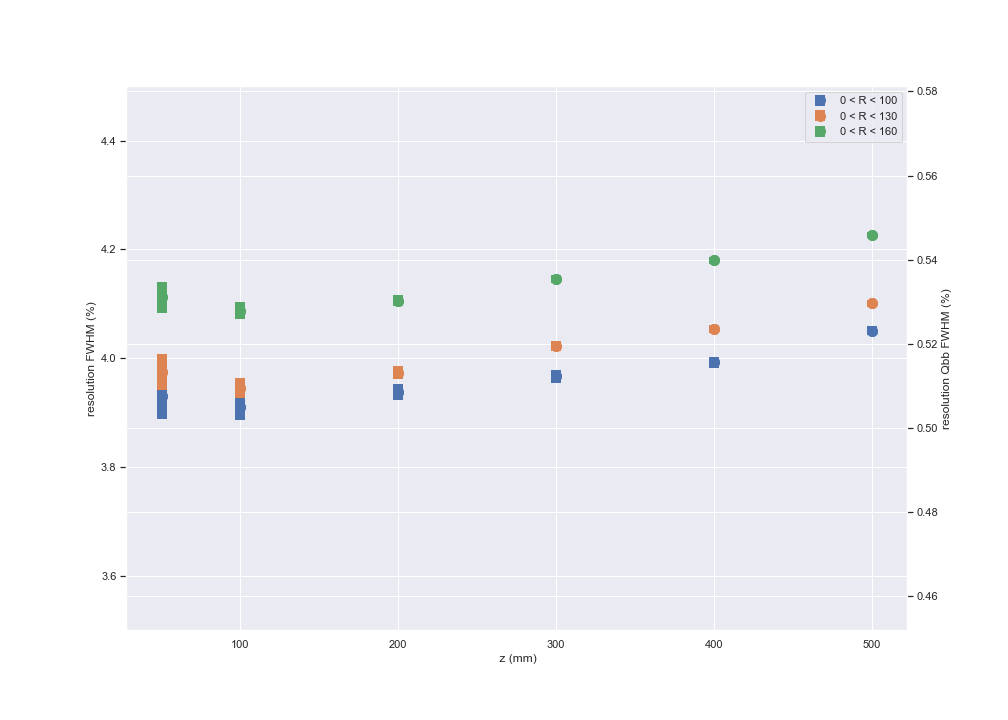 0 < R < 100
0 < R < 130
0 < R < 160
resolution FWHM (%)
4.4
4.2
4.0
3.8
3.6
0.58
0.56
0.54
0.52
0.50
0.48
0.46
resolution Qbb FWHM (%)
100
200
300
400
500
z (mm)